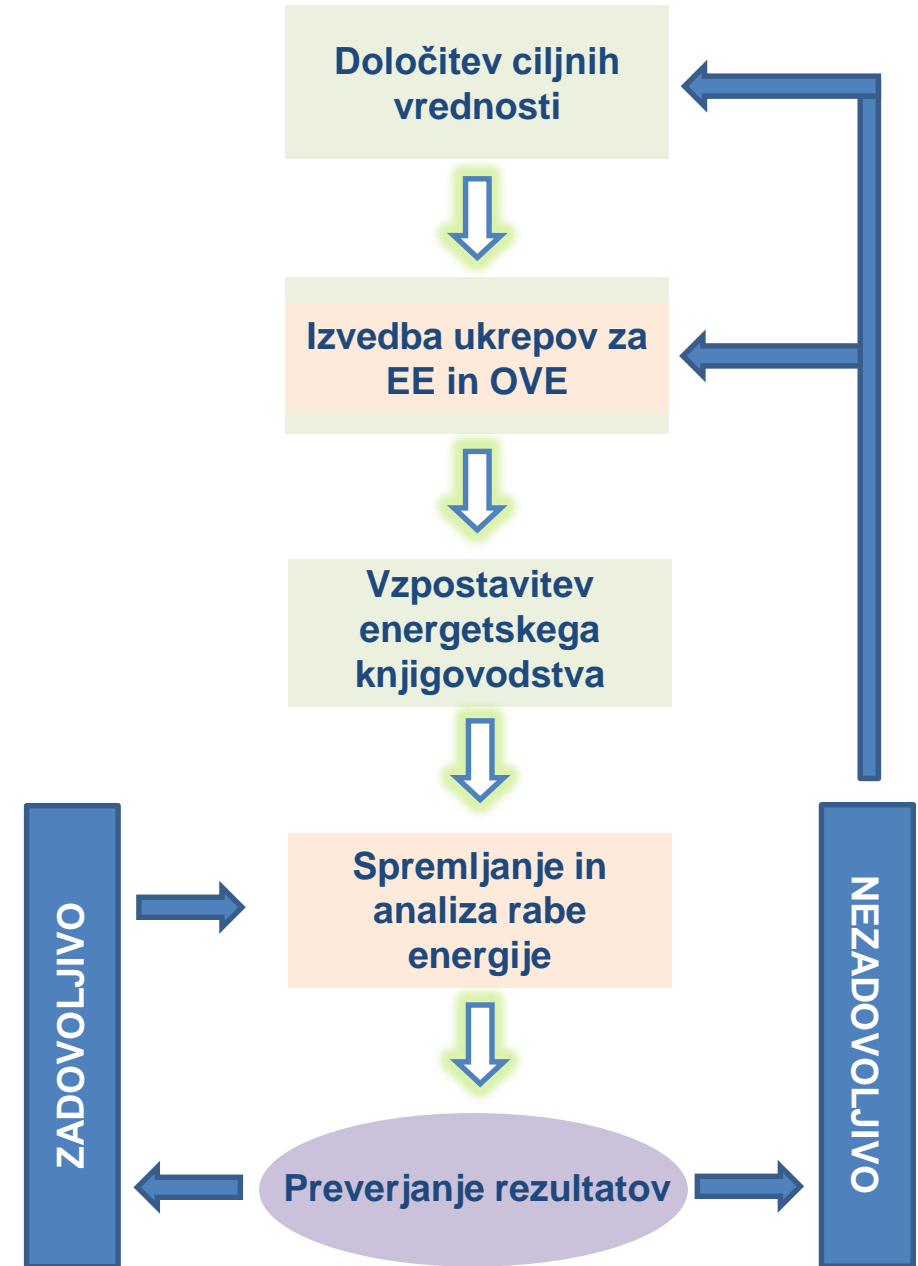 Določitev ciljnih
vrednosti
Izvedba ukrepov za
EE in OVE
Vzpostavitev
energetskega
knjigovodstva
Spremljanje in
analiza rabe
energije
ZADOVOLJIVO
NEZADOVOLJIVO
Preverjanje rezultatov